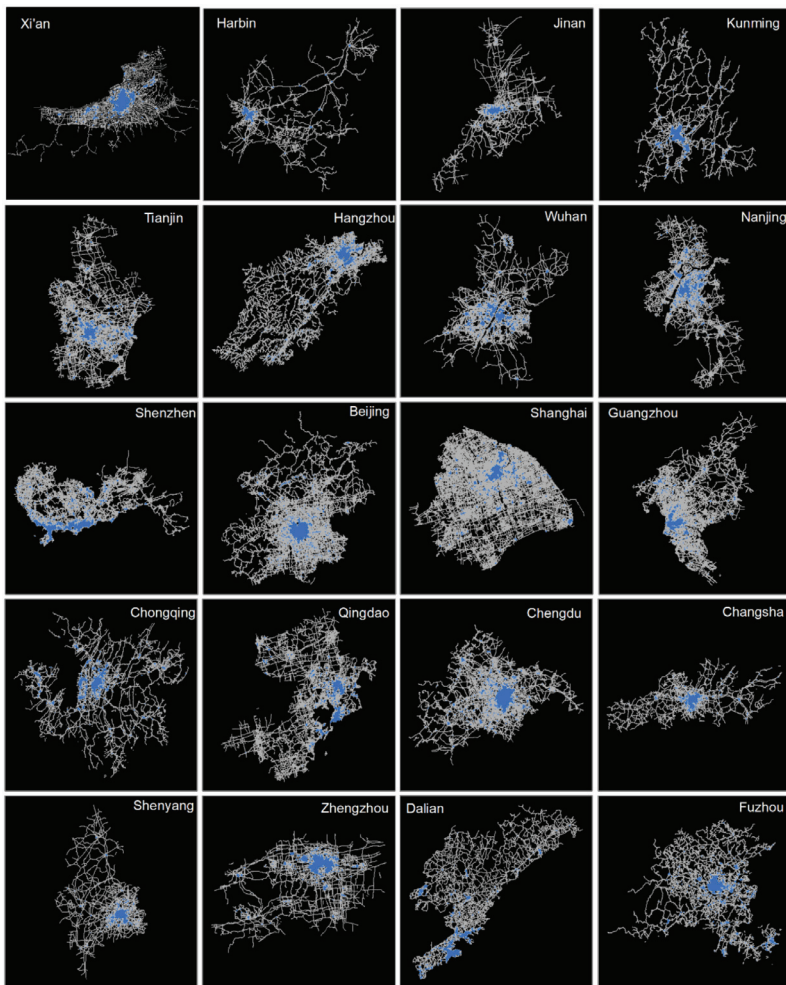 Xi'an
Harbin
Jinan
Kunming
Tianjin
Hangzhou
Wuhan
Nanjing
Shenzhen
Beijing
Shanghai
Guangzhou
Chongqing
Qingdao
Chengdu
Changsha
Shenyang
Zhengzhou
Dalian
Fuzhou